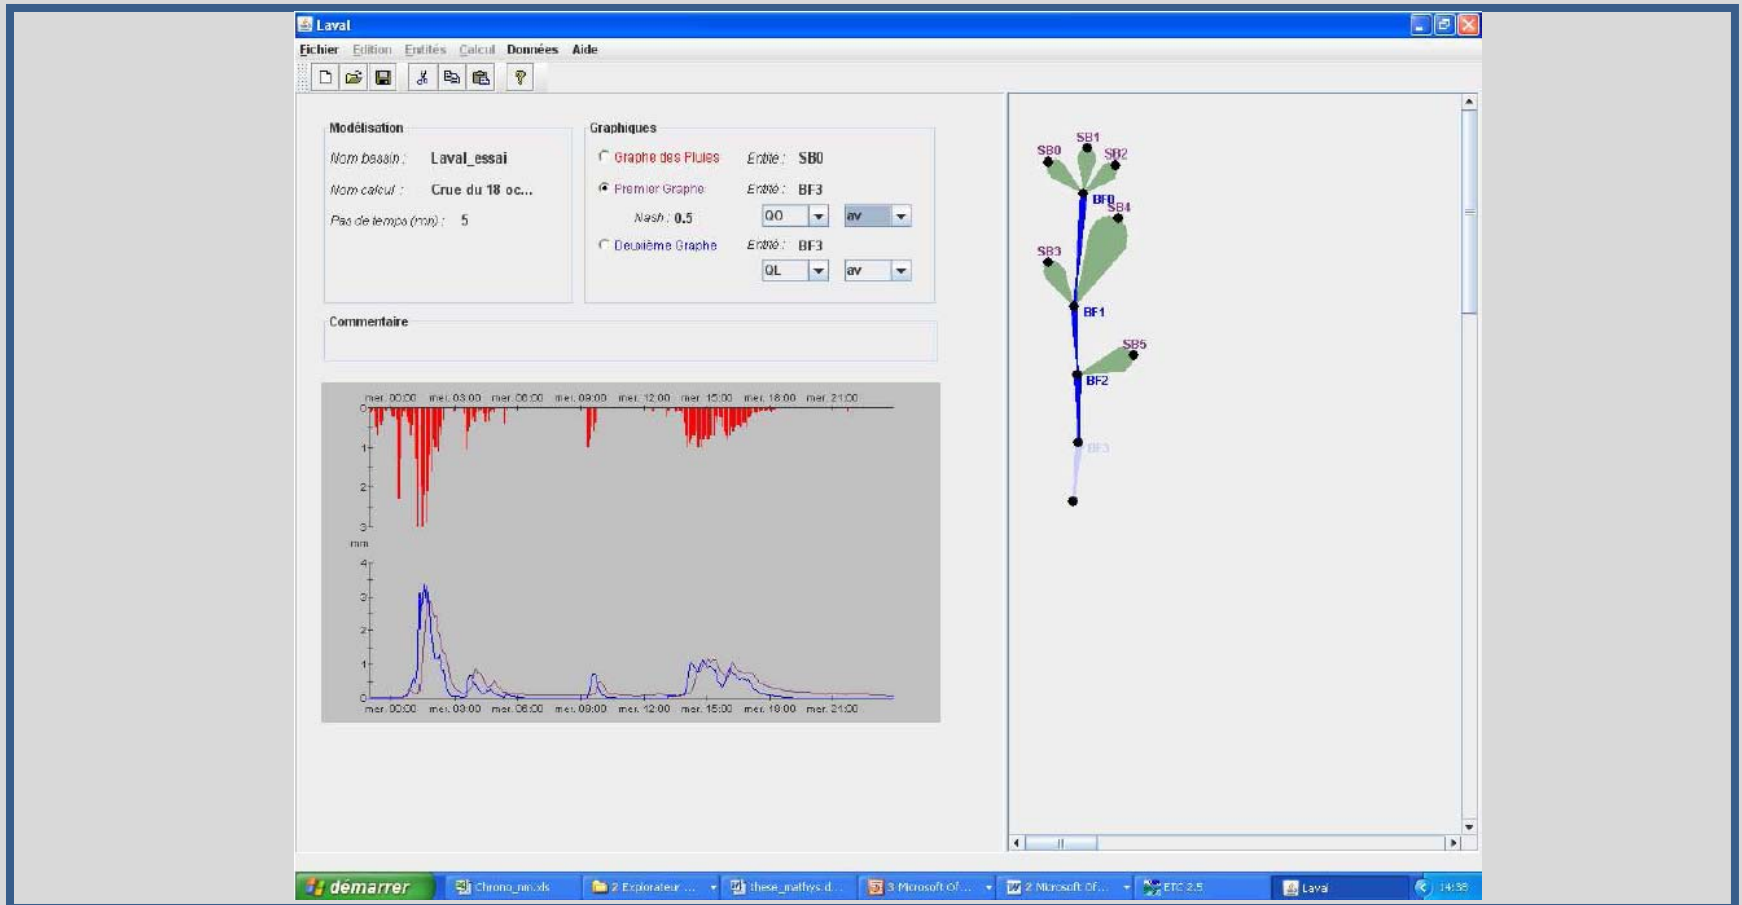 Laval
Fichier Edition Entités Calcul Données Aide
Modélisation
Nom bassin : Laval_essai
Nom calcul : Crue du 18 oc...
Pas de temps (mn) : 5
Graphiques
Graphe des Pluies Entité : SB0
Premier Graphe Entité : BF3
Nash : 0.5 QO av
Deuxième Graphe Entité : BF3
QL av
Commentaire
mer. 00:00 mer. 03:00 mer. 06:00 mer. 09:00 mer. 12:00 mer. 15:00 mer. 18:00 mer. 21:00
0
1
2
3
mm
4
3
2
1
0
mer. 00:00 mer. 03:00 mer. 06:00 mer. 09:00 mer. 12:00 mer. 15:00 mer. 18:00 mer. 21:00
SB1
SB0
SB2
BF0
SB4
SB3
BF1
SB5
BF2
BF3
démarrer Chrono_nm.xls 2 Explorateur ... these_mathys.d... 3 Microsoft Of... 2 Microsoft Of... ETC 2.5 Laval 14:38